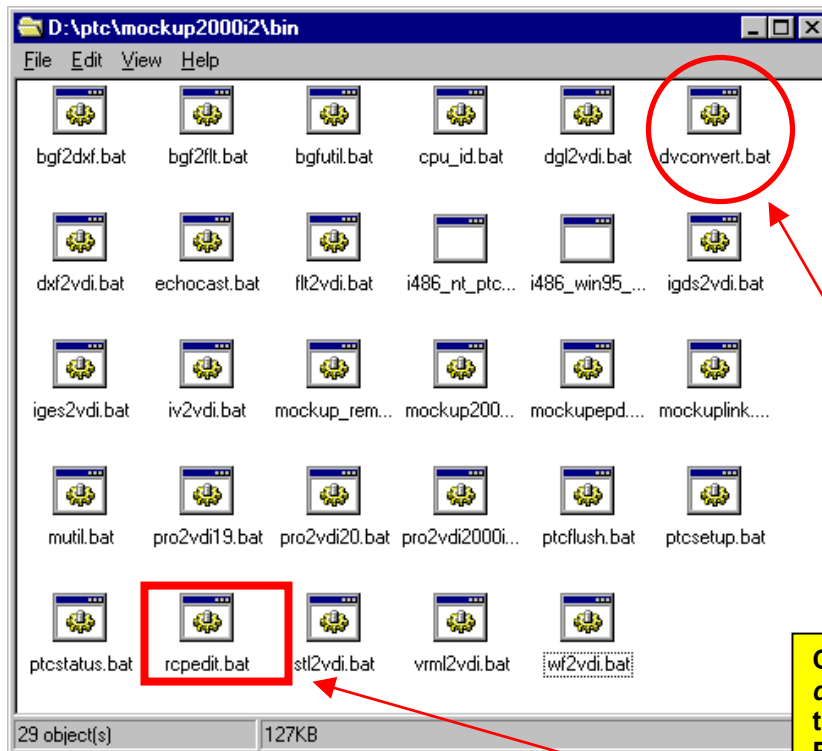 D:\ptc\mockup2000i2\bin
File Edit View Help
bgf2dxf.bat bgf2flt.bat bgfutil.bat cpu_id.bat dgl2vdi.bat dvconvert.bat
dxf2vdi.bat echocast.bat flt2vdi.bat i486_nt_ptc... i486_win95_... igds2vdi.bat
iges2vdi.bat iv2vdi.bat mockup_rem... mockup200... mockupepd.... mockuplink....
mutil.bat pro2vdi19.bat pro2vdi20.bat pro2vdi2000i... ptcflush.bat ptcsetup.bat
ptcstatus.bat rcpedit.bat stl2vdi.bat vrml2vdi.bat wf2vdi.bat
29 object(s) 127KB